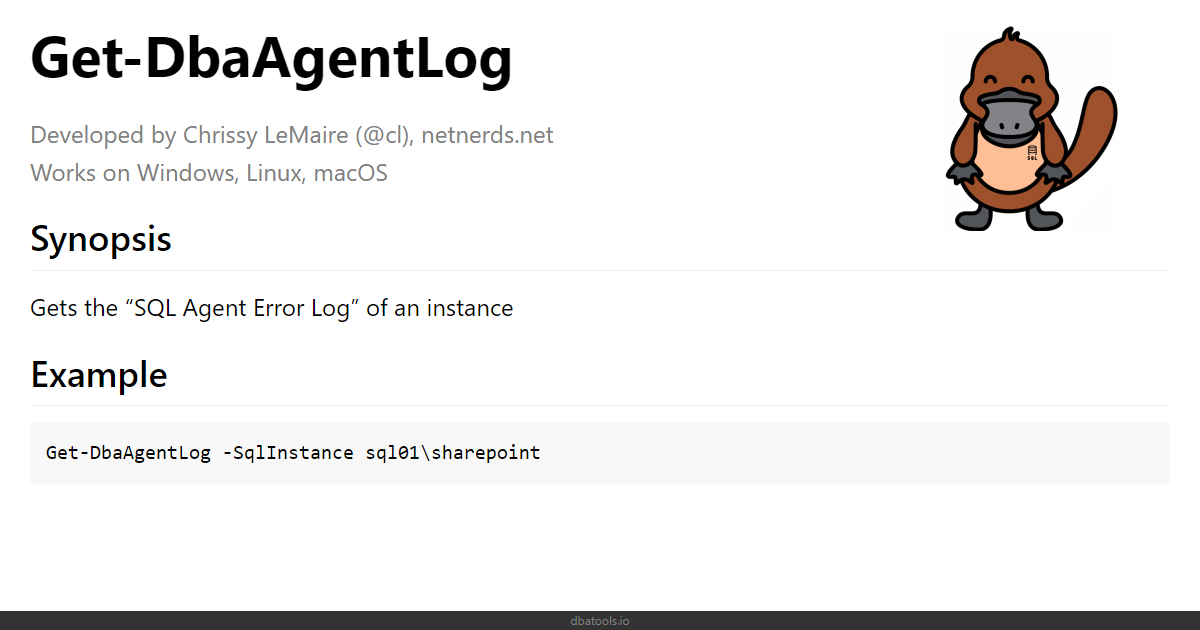 Get-DbaAgentLog
Developed by Chrissy LeMaire (@cl), netnerds.net
Works on Windows, Linux, macOS
SQL
Synopsis
Gets the “SQL Agent Error Log” of an instance
Example
Get-DbaAgentLog -SqlInstance sql01\sharepoint
dbatools.io